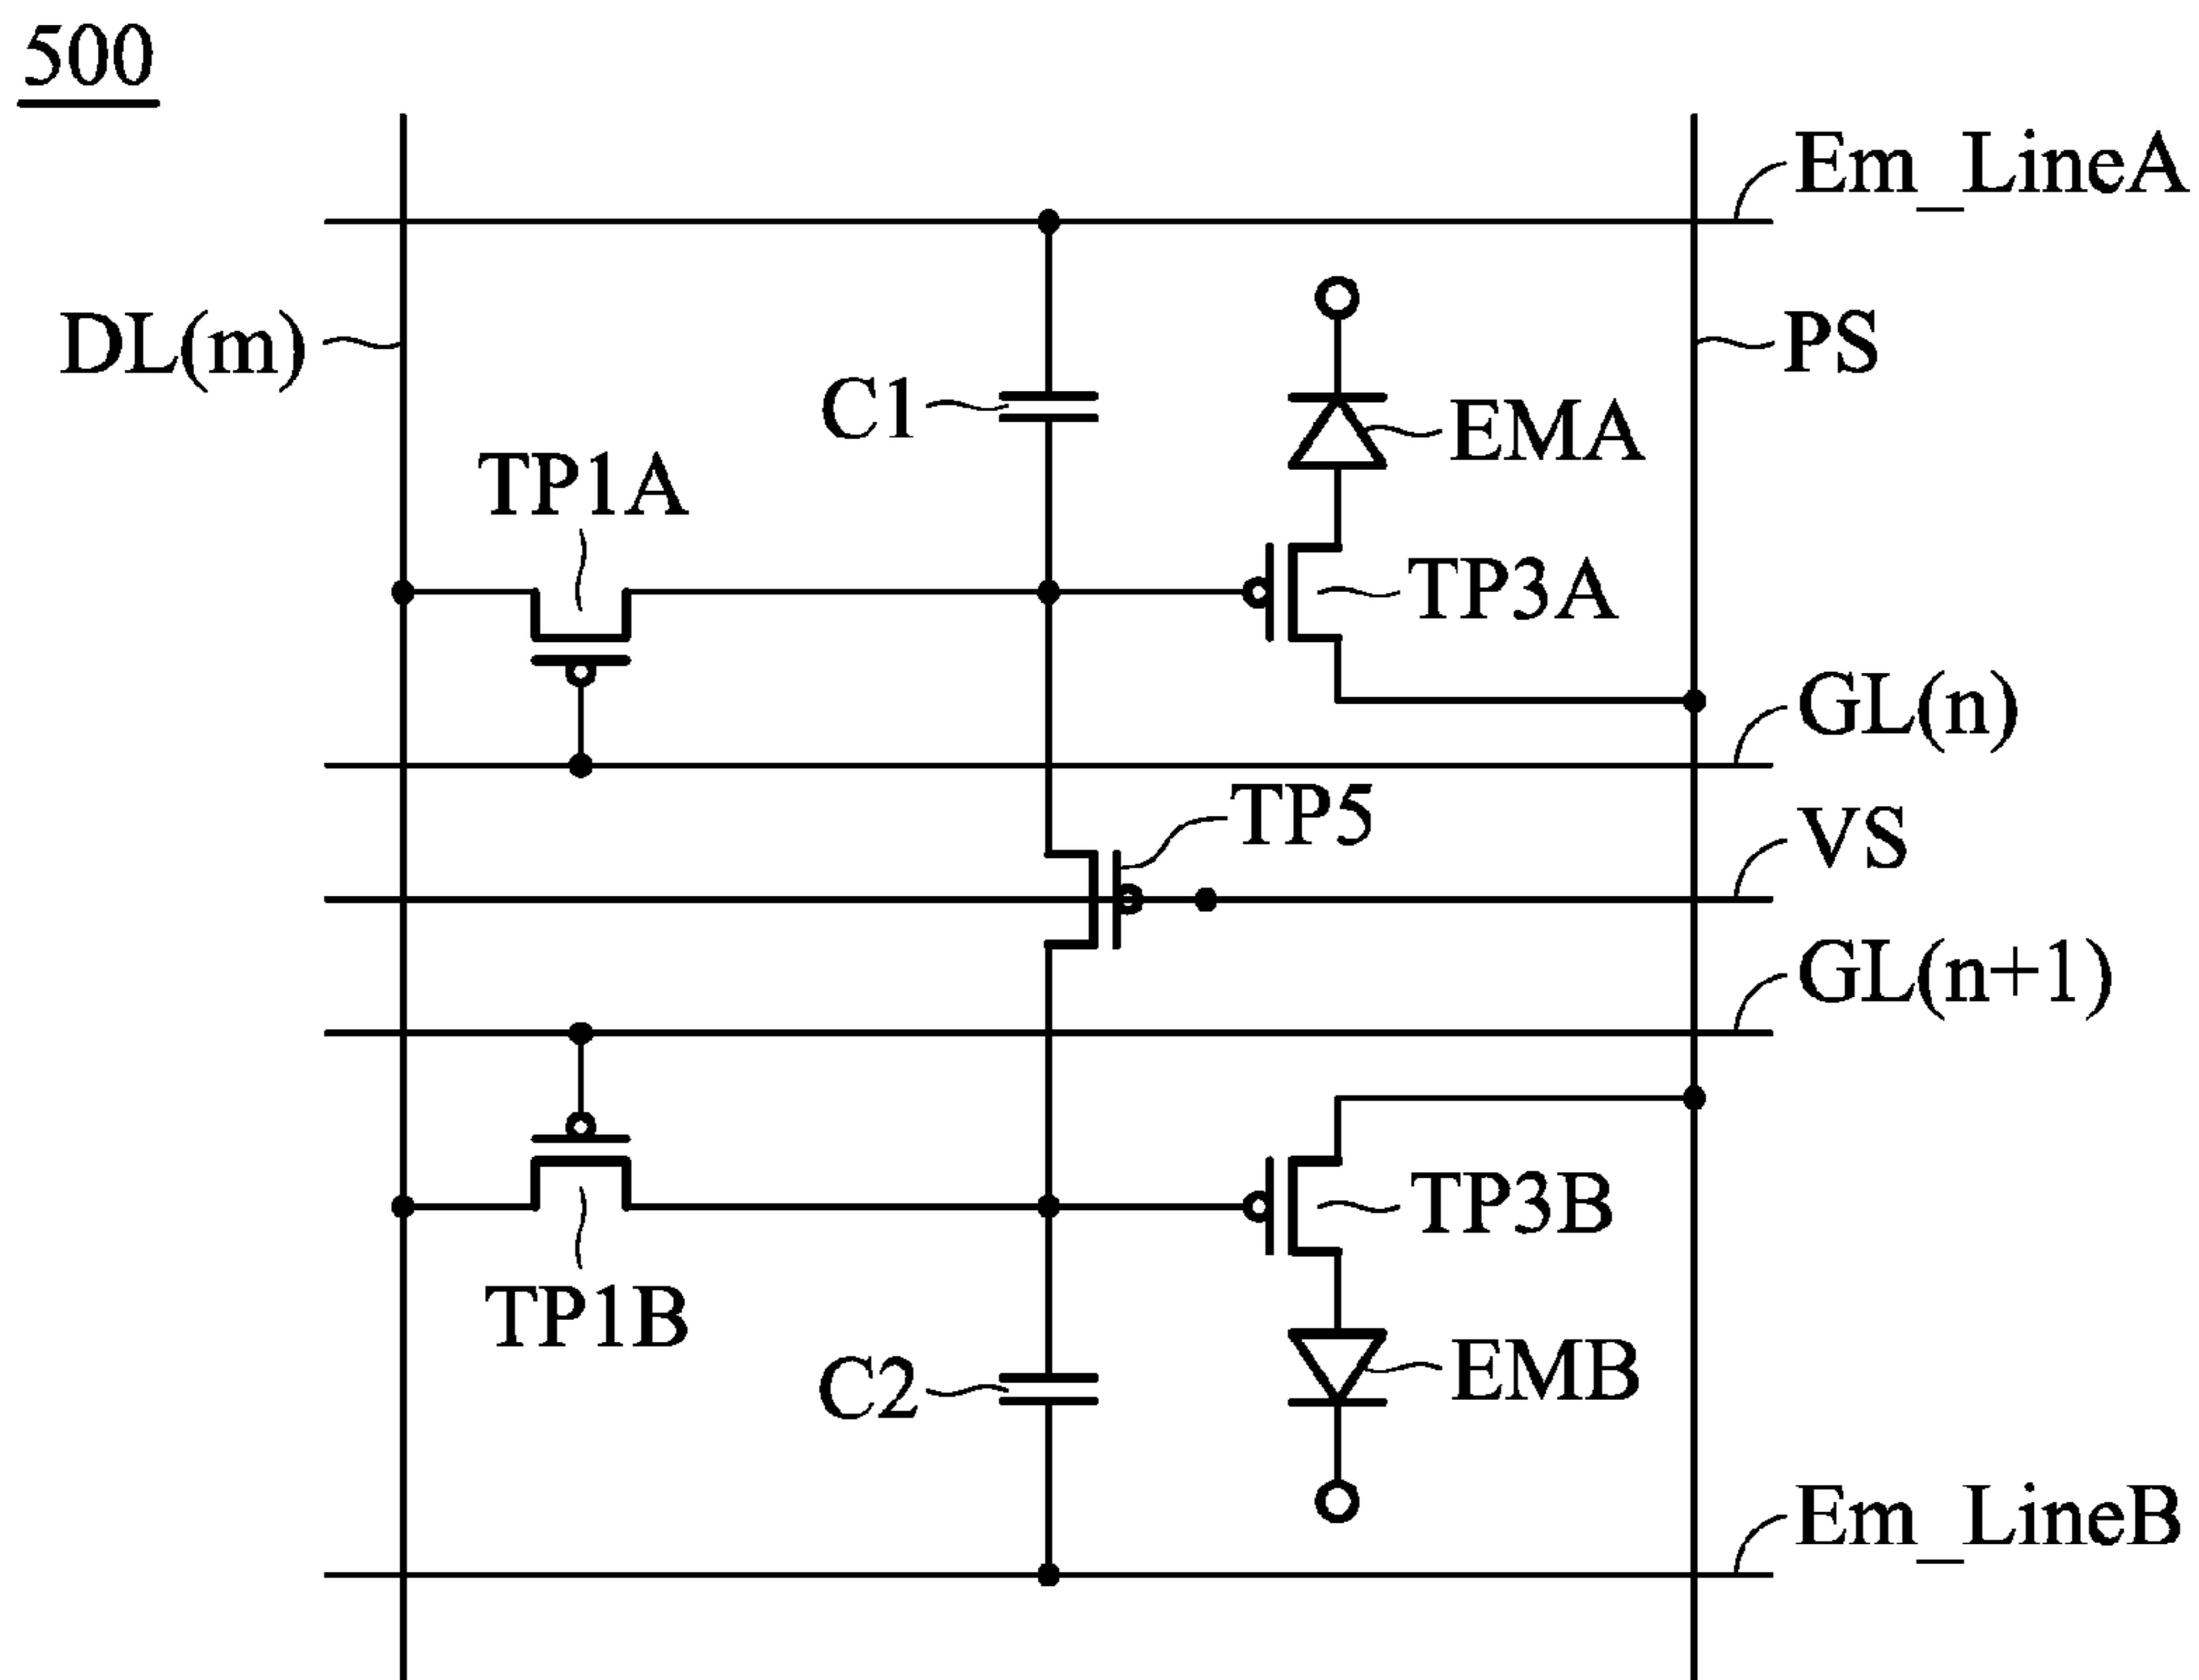 500
Em_LineA
DL(m)
PS
C1
EMA
TP1A
TP3A
GL(n)
TP5
VS
GL(n+1)
TP3B
TP1B
EMB
C2
Em_LineB